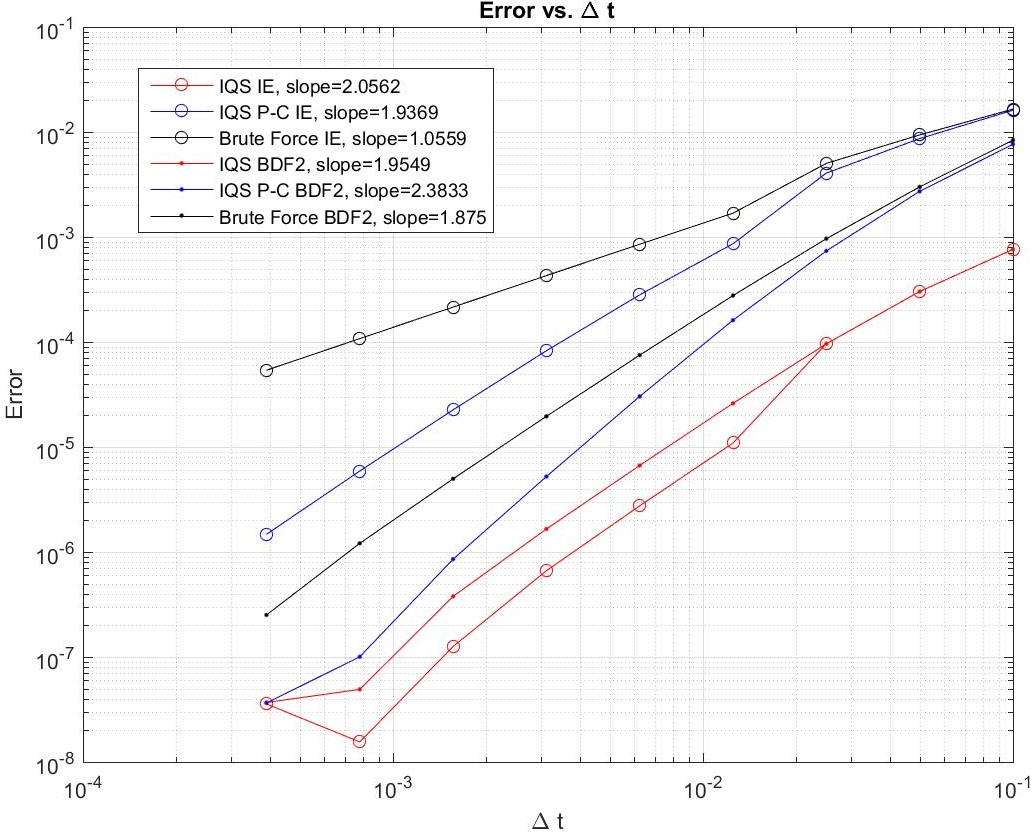 Error vs. Δ t
10^-1
10^-2
10^-3
10^-4
10^-5
10^-6
10^-7
10^-8
IQS IE, slope=2.0562
IQS P-C IE, slope=1.9369
Brute Force IE, slope=1.0559
IQS BDF2, slope=1.9549
IQS P-C BDF2, slope=2.3833
Brute Force BDF2, slope=1.875
Error
10^-4 10^-3 10^-2 10^-1
Δ t